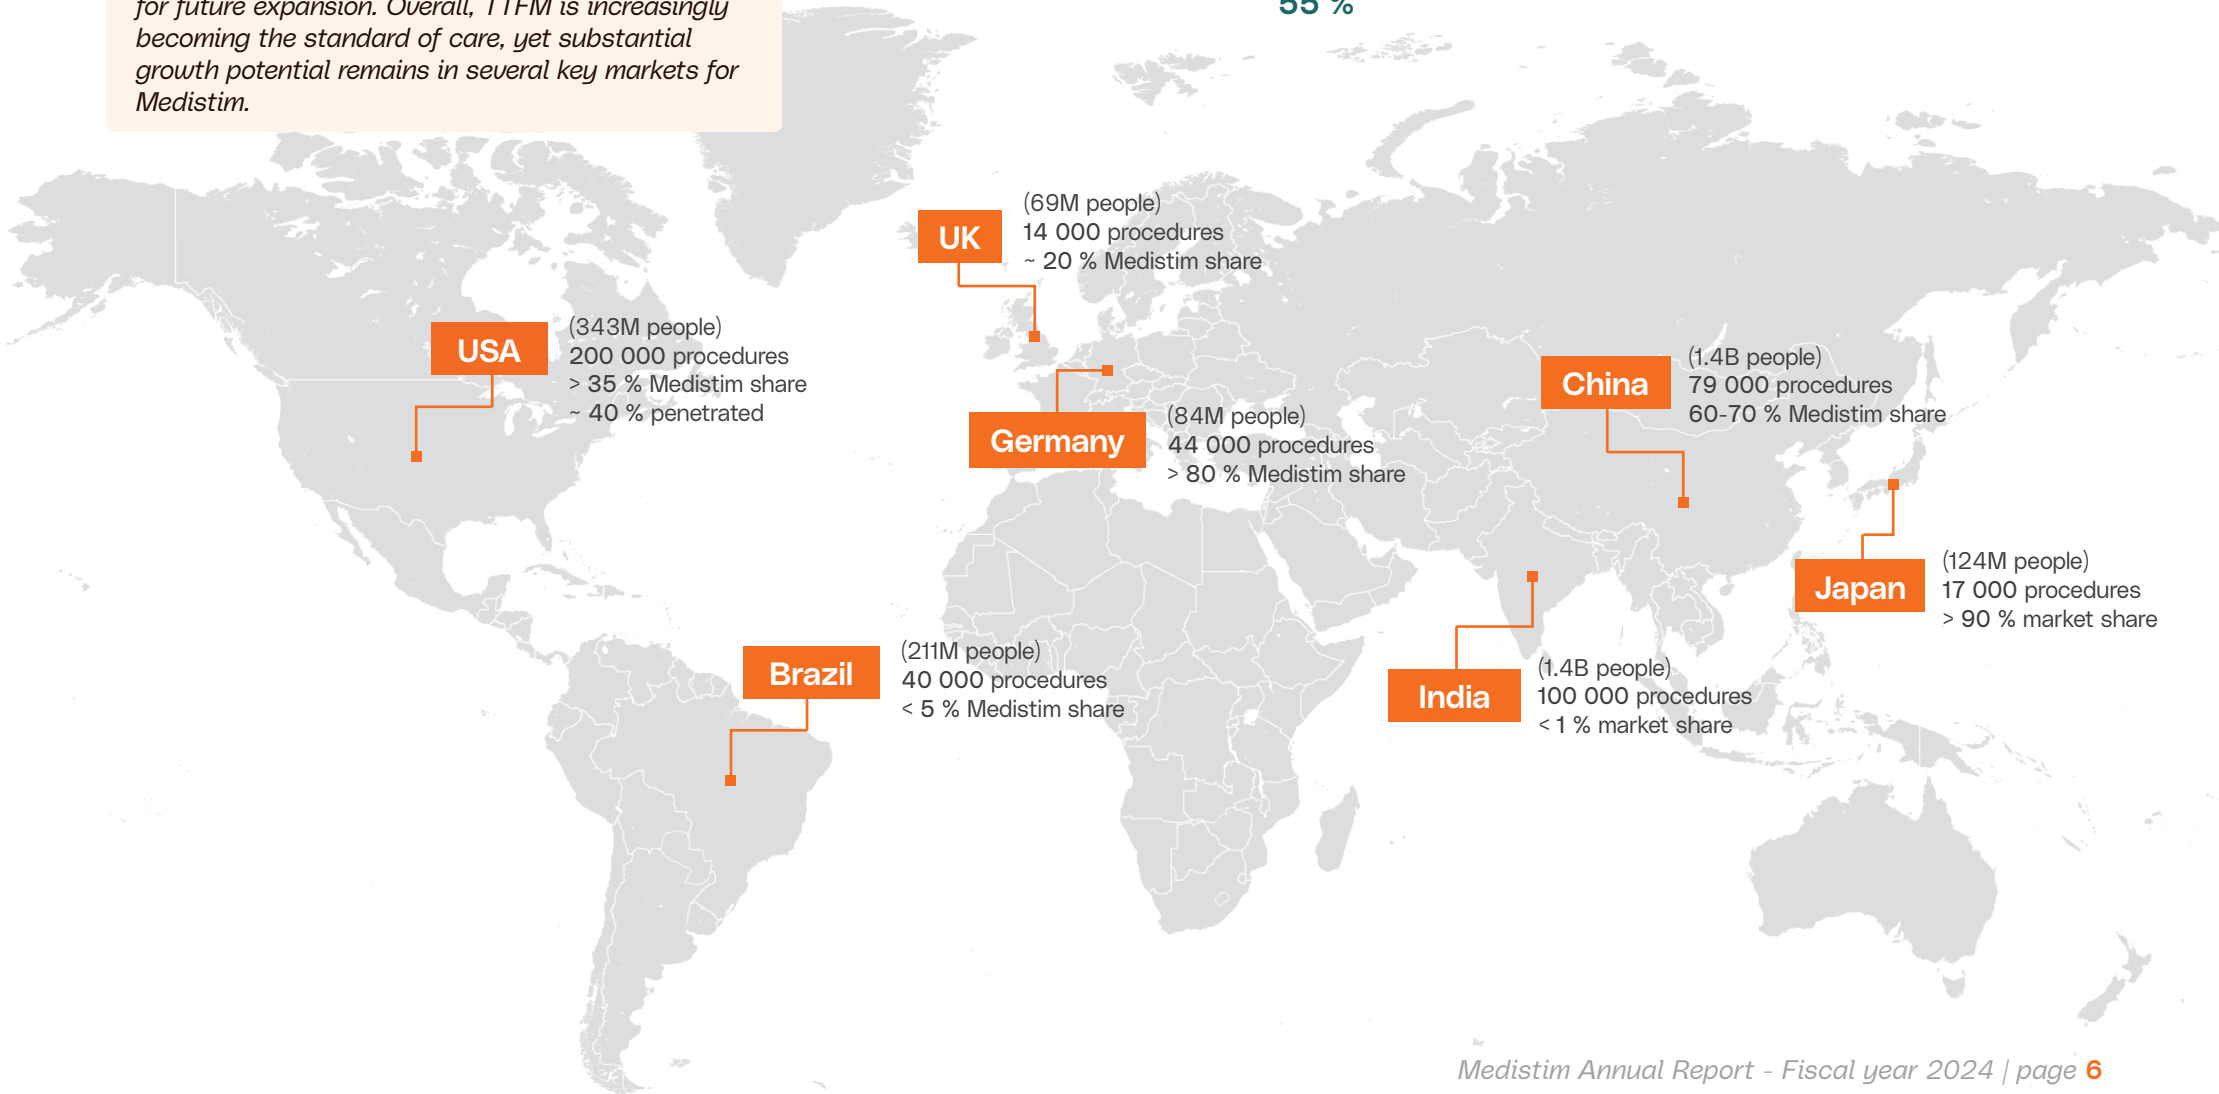 for future expansion. Overall, TTFM is increasingly
becoming the standard of care, yet substantial
growth potential remains in several key markets for
Medistim.
55 %
UK
(69M people)
14 000 procedures
~ 20 % Medistim share
USA
(343M people)
200 000 procedures
> 35 % Medistim share
~ 40 % penetrated
Germany
(84M people)
44 000 procedures
> 80 % Medistim share
China
(1.4B people)
79 000 procedures
60-70 % Medistim share
Japan
(124M people)
17 000 procedures
> 90 % market share
Brazil
(211M people)
40 000 procedures
< 5 % Medistim share
India
(1.4B people)
100 000 procedures
< 1 % market share
Medistim Annual Report - Fiscal year 2024 | page 6